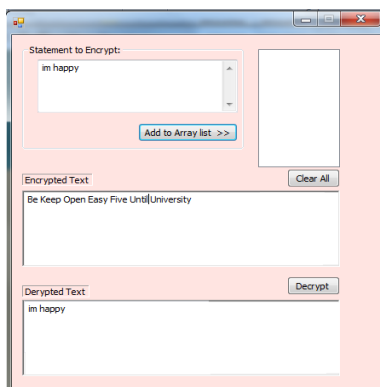 Statement to Encrypt:
im happy
Add to Array list >>
Encrypted Text
Clear All
Be Keep Open Easy Five Until University
Derypted Text
Decrypt
im happy